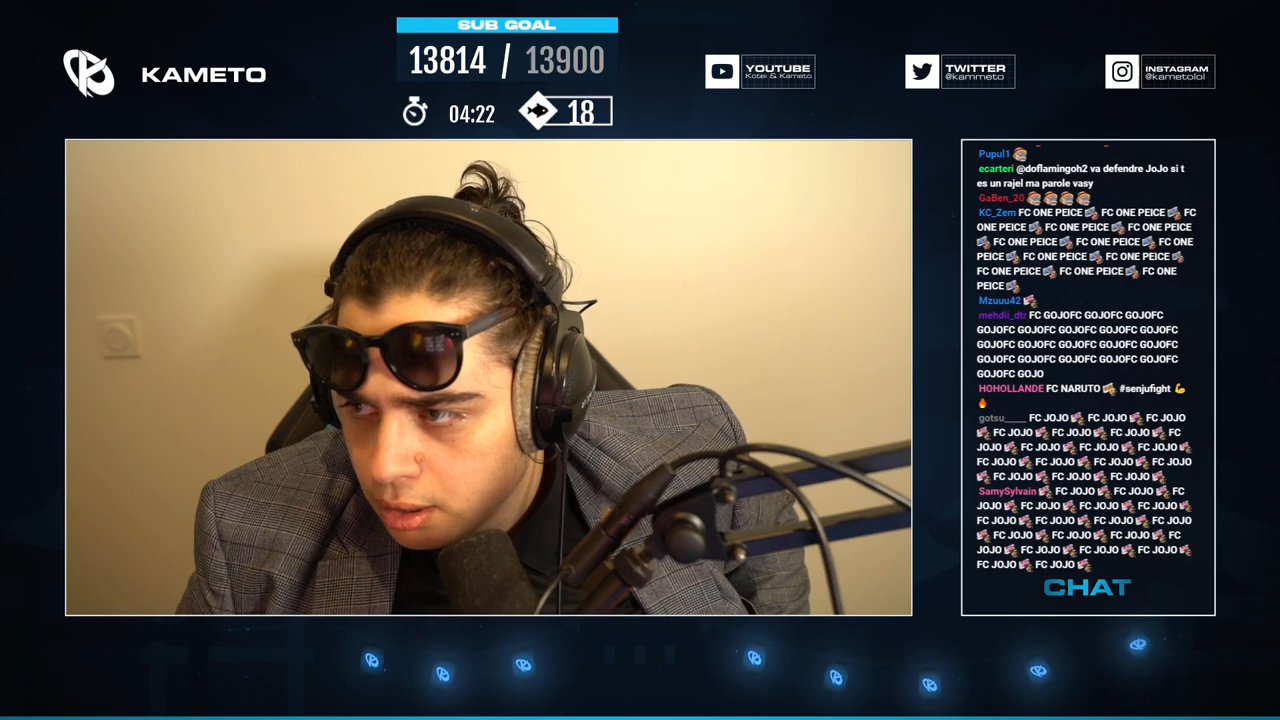 SUB GOAL
13814 / 13900
KAMETO
YOUTUBE
Kotei & Kameto
TWITTER
@kammeto
INSTAGRAM
@kametolol
04:22
18
Pupul1
ecarteri @doflamingoh2 va defendre JoJo si t
es un rajel ma parole vasy
GaBen_20
KC_Zem FC ONE PEICE FC ONE PEICE FC
ONE PEICE FC ONE PEICE FC ONE PEICE
FC ONE PEICE FC ONE PEICE FC ONE
PEICE FC ONE PEICE FC ONE PEICE
FC ONE PEICE FC ONE PEICE FC ONE
PEICE
Mzuuu42
mehdii_dtr FC GOJOFC GOJOFC GOJOFC
GOJOFC GOJOFC GOJOFC GOJOFC GOJOFC
GOJOFC GOJOFC GOJOFC GOJOFC GOJOFC
GOJOFC GOJOFC GOJOFC GOJOFC GOJOFC
GOJOFC GOJO
HOHOLLANDE FC NARUTO #senjufight 💪
🔥
gotsu____ FC JOJO FC JOJO FC JOJO
FC JOJO FC JOJO FC JOJO FC
JOJO FC JOJO FC JOJO FC JOJO
FC JOJO FC JOJO FC JOJO FC JOJO
FC JOJO FC JOJO FC JOJO
SamySylvain FC JOJO FC JOJO FC
JOJO FC JOJO FC JOJO FC JOJO
FC JOJO FC JOJO FC JOJO FC JOJO
FC JOJO FC JOJO FC JOJO FC
JOJO FC JOJO FC JOJO FC JOJO
FC JOJO FC JOJO
CHAT